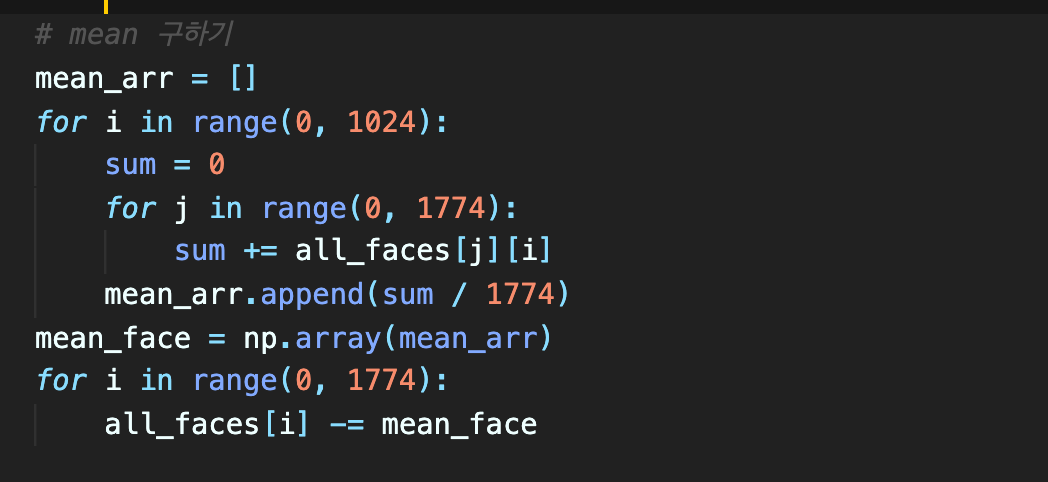 # mean 구하기
mean_arr = []
for i in range(0, 1024):
    sum = 0
    for j in range(0, 1774):
        sum += all_faces[j][i]
    mean_arr.append(sum / 1774)
mean_face = np.array(mean_arr)
for i in range(0, 1774):
    all_faces[i] -= mean_face